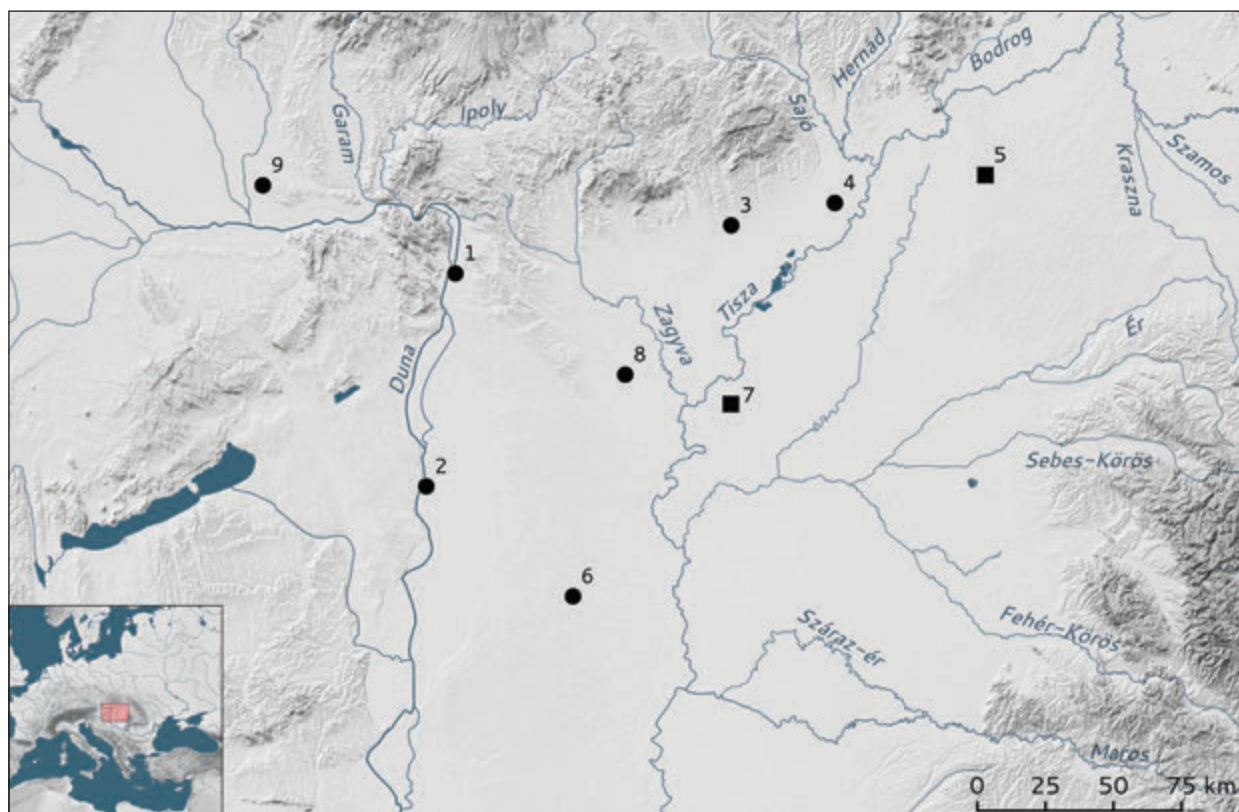 Bodrog
Hernád
Sajó
Ipoly
Garam
Szamos
Kraszna
5
9
4
3
1
Tisza
Zagyva
Ér
8
Duna
7
Sebes-Körös
2
6
Fehér-Körös
Száraz-ér
Maros
0 25 50 75 km